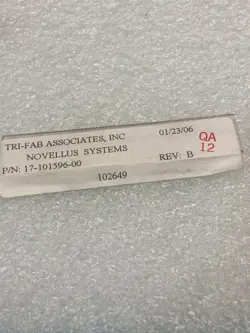 TRI-FAB ASSOCIATES, INC 01/23/06
NOVELLUS SYSTEMS QA
P/N: 17-101596-00 REV: B 12
102649